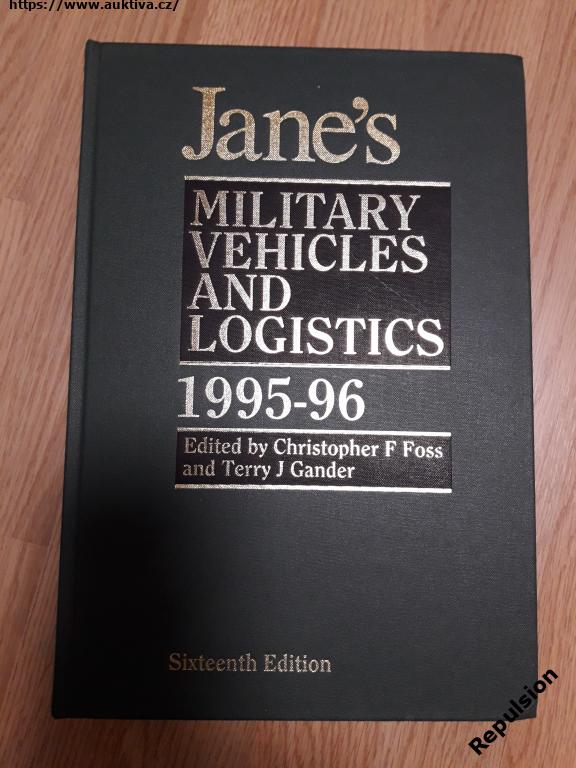 https://www.auktiva.cz/
Jane's
MILITARY
VEHICLES
AND
LOGISTICS
1995-96
Edited by Christopher F Foss
and Terry J Gander
Sixteenth Edition
Repulsion